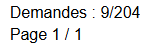 Demandes : 9/204
Page 1 / 1